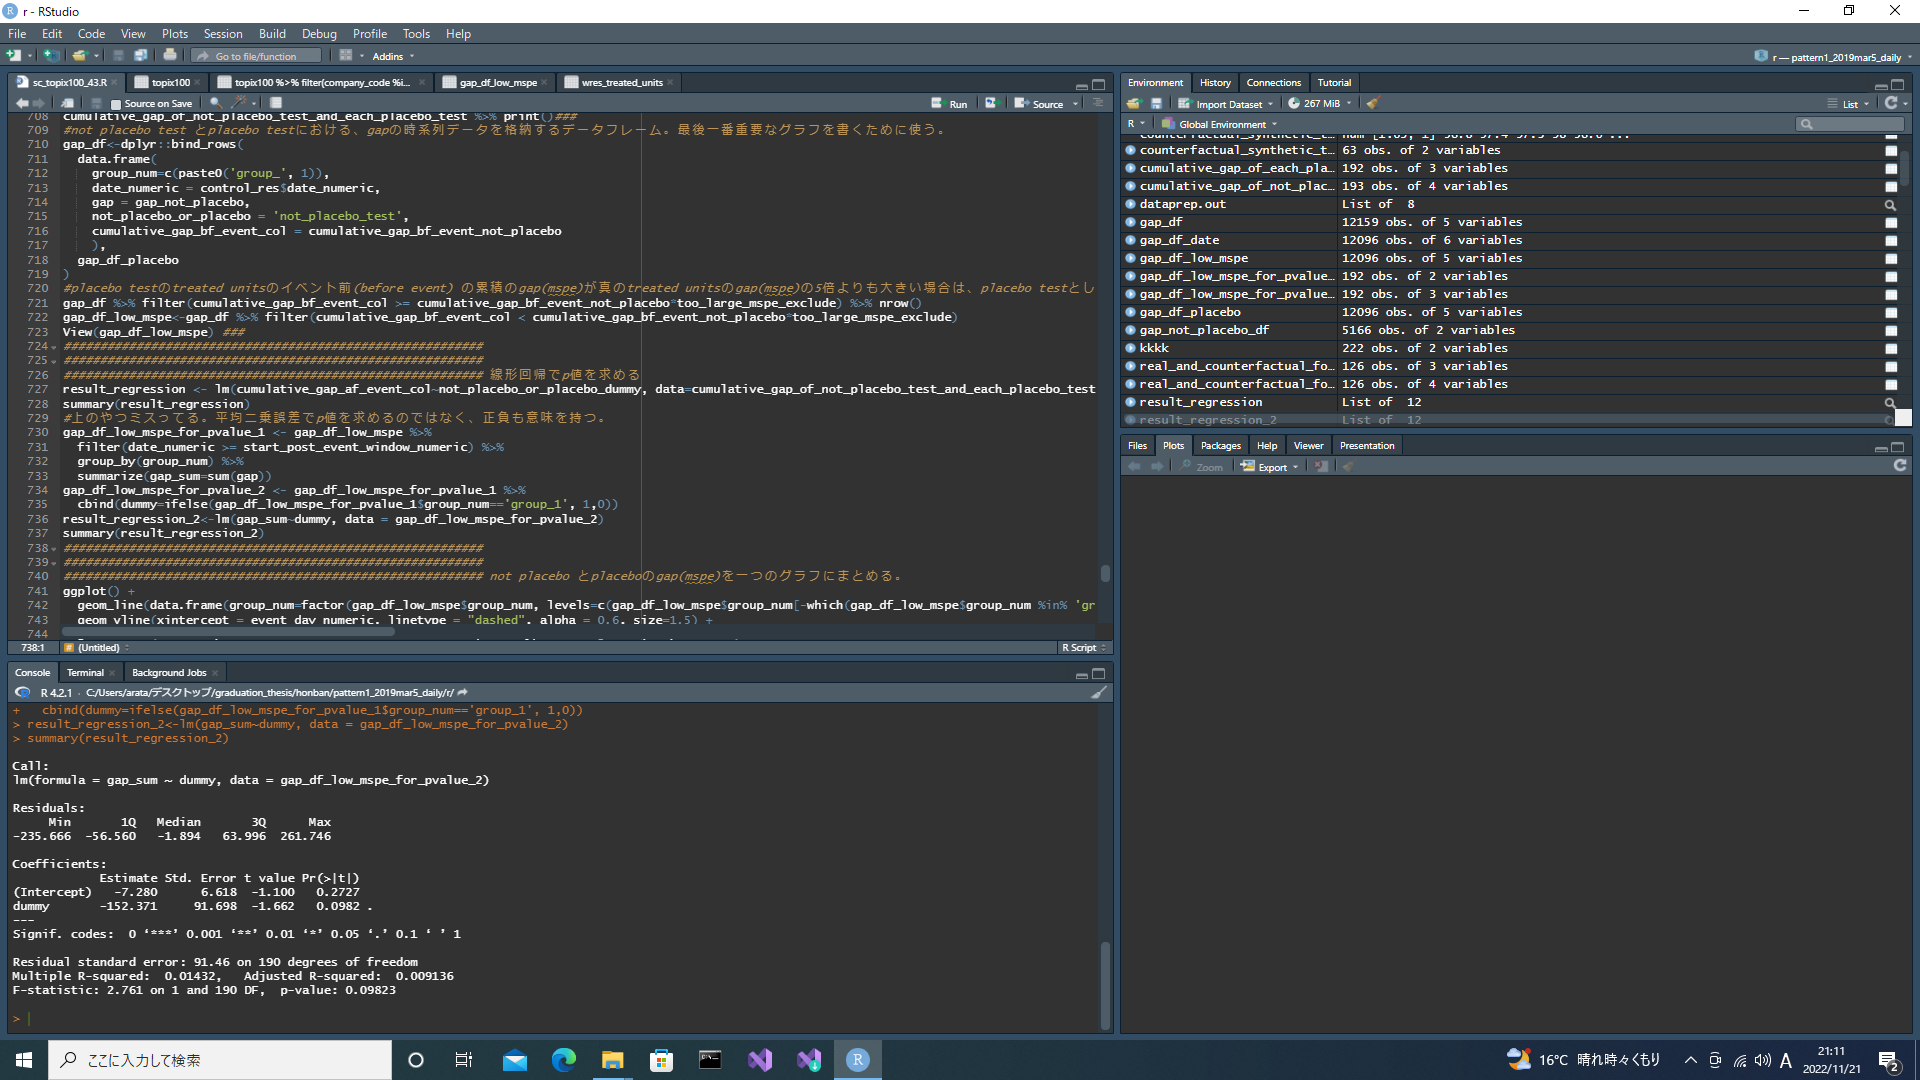 r - RStudio
File Edit Code View Plots Session Build Debug Profile Tools Help
Go to file/function Addins
r — pattern1_2019mar5_daily
sc_topix100_43.R topix100 topix100 %>% filter(company_code %i... gap_df_low_mspe wres_treated_units
Source on Save Run Source
708 cumulative_gap_of_not_placebo_test_and_each_placebo_test %>% print()###
709 #not placebo test とplacebo testにおける、gapの時系列データを格納するデータフレーム。最後一番重要なグラフを書くために使う。
710 gap_df<-dplyr::bind_rows(
711 data.frame(
712 group_num=c(paste0('group_', 1)),
713 date_numeric = control_res$date_numeric,
714 gap = gap_not_placebo,
715 not_placebo_or_placebo = 'not_placebo_test',
716 cumulative_gap_bf_event_col = cumulative_gap_bf_event_not_placebo
717 ),
718 gap_df_placebo
719 )
720 #placebo testのtreated unitsのイベント前(before event) の累積のgap(mspe)が真のtreated unitsのgap(mspe)の5倍よりも大きい場合は、placebo testとし
721 gap_df %>% filter(cumulative_gap_bf_event_col >= cumulative_gap_bf_event_not_placebo*too_large_mspe_exclude) %>% nrow()
722 gap_df_low_mspe<-gap_df %>% filter(cumulative_gap_bf_event_col < cumulative_gap_bf_event_not_placebo*too_large_mspe_exclude)
723 View(gap_df_low_mspe) ###
724 ##########################################################
725 ##########################################################
726 ########################################################## 線形回帰でp値を求める
727 result_regression <- lm(cumulative_gap_af_event_col~not_placebo_or_placebo_dummy, data=cumulative_gap_of_not_placebo_test_and_each_placebo_test
728 summary(result_regression)
729 #上のやつミスってる。平均二乗誤差でp値を求めるのではなく、正負も意味を持つ。
730 gap_df_low_mspe_for_pvalue_1 <- gap_df_low_mspe %>%
731 filter(date_numeric >= start_post_event_window_numeric) %>%
732 group_by(group_num) %>%
733 summarize(gap_sum=sum(gap))
734 gap_df_low_mspe_for_pvalue_2 <- gap_df_low_mspe_for_pvalue_1 %>%
735 cbind(dummy=ifelse(gap_df_low_mspe_for_pvalue_1$group_num=='group_1', 1,0))
736 result_regression_2<-lm(gap_sum~dummy, data = gap_df_low_mspe_for_pvalue_2)
737 summary(result_regression_2)
738 ##########################################################
739 ##########################################################
740 ########################################################## not placebo とplaceboのgap(mspe)を一つのグラフにまとめる。
741 ggplot() +
742 geom_line(data.frame(group_num=factor(gap_df_low_mspe$group_num, levels=c(gap_df_low_mspe$group_num[-which(gap_df_low_mspe$group_num %in% 'gr
743 geom_vline(xintercept = event_day_numeric, linetype = "dashed", alpha = 0.6, size=1.5) +
744
738:1 (Untitled) R Script
Console Terminal Background Jobs
R 4.2.1 · C:/Users/arata/デスクトップ/graduation_thesis/honban/pattern1_2019mar5_daily/r/
+ cbind(dummy=ifelse(gap_df_low_mspe_for_pvalue_1$group_num=='group_1', 1,0))
> result_regression_2<-lm(gap_sum~dummy, data = gap_df_low_mspe_for_pvalue_2)
> summary(result_regression_2)
Call:
lm(formula = gap_sum ~ dummy, data = gap_df_low_mspe_for_pvalue_2)
Residuals:
Min 1Q Median 3Q Max
-235.666 -56.560 -1.894 63.996 261.746
Coefficients:
Estimate Std. Error t value Pr(>|t|)
(Intercept) -7.280 6.618 -1.100 0.2727
dummy -152.371 91.698 -1.662 0.0982 .
---
Signif. codes: 0 ‘***’ 0.001 ‘**’ 0.01 ‘*’ 0.05 ‘.’ 0.1 ‘ ’ 1
Residual standard error: 91.46 on 190 degrees of freedom
Multiple R-squared: 0.01432, Adjusted R-squared: 0.009136
F-statistic: 2.761 on 1 and 190 DF, p-value: 0.09823
>
Environment History Connections Tutorial
Import Dataset 267 MiB List
R Global Environment
counterfactual_synthetic_t... 63 obs. of 2 variables
cumulative_gap_of_each_pla... 192 obs. of 3 variables
cumulative_gap_of_not_plac... 193 obs. of 4 variables
dataprep.out List of 8
gap_df 12159 obs. of 5 variables
gap_df_date 12096 obs. of 6 variables
gap_df_low_mspe 12096 obs. of 5 variables
gap_df_low_mspe_for_pvalue... 192 obs. of 2 variables
gap_df_low_mspe_for_pvalue... 192 obs. of 3 variables
gap_df_placebo 12096 obs. of 5 variables
gap_not_placebo_df 5166 obs. of 2 variables
kkkk 222 obs. of 2 variables
real_and_counterfactual_fo... 126 obs. of 3 variables
real_and_counterfactual_fo... 126 obs. of 4 variables
result_regression List of 12
result_regression_2 List of 12
Files Plots Packages Help Viewer Presentation
Zoom Export
ここに入力して検索
16°C 晴れ時々くもり A 21:11
2022/11/21 2